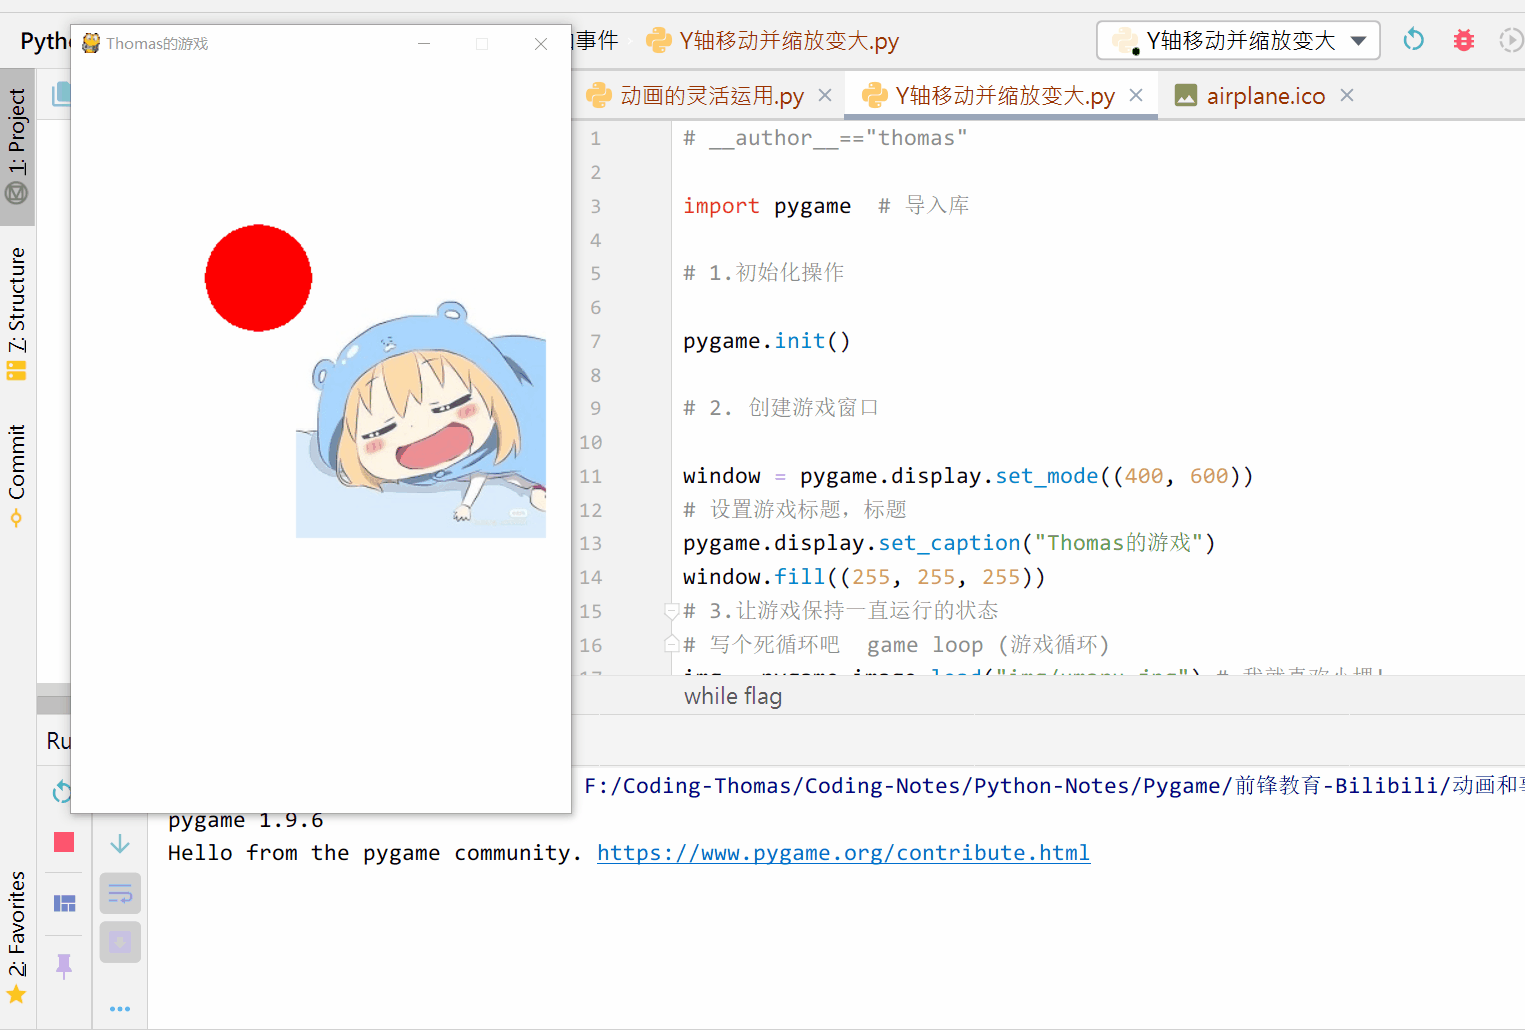 Pyth
Thomas的游戏
事件
Y轴移动并缩放变大.py
Y轴移动并缩放变大
动画的灵活运用.py
Y轴移动并缩放变大.py
airplane.ico
1: Project
7: Structure
Commit
2: Favorites
1 # __author__=="thomas"
2
3 import pygame  # 导入库
4
5 # 1.初始化操作
6
7 pygame.init()
8
9 # 2. 创建游戏窗口
10
11 window = pygame.display.set_mode((400, 600))
12 # 设置游戏标题，标题
13 pygame.display.set_caption("Thomas的游戏")
14 window.fill((255, 255, 255))
15 # 3.让游戏保持一直运行的状态
16 # 写个死循环吧  game loop (游戏循环)
while flag
Ru
F:/Coding-Thomas/Coding-Notes/Python-Notes/Pygame/前锋教育-Bilibili/动画和
pygame 1.9.6
Hello from the pygame community. https://www.pygame.org/contribute.html